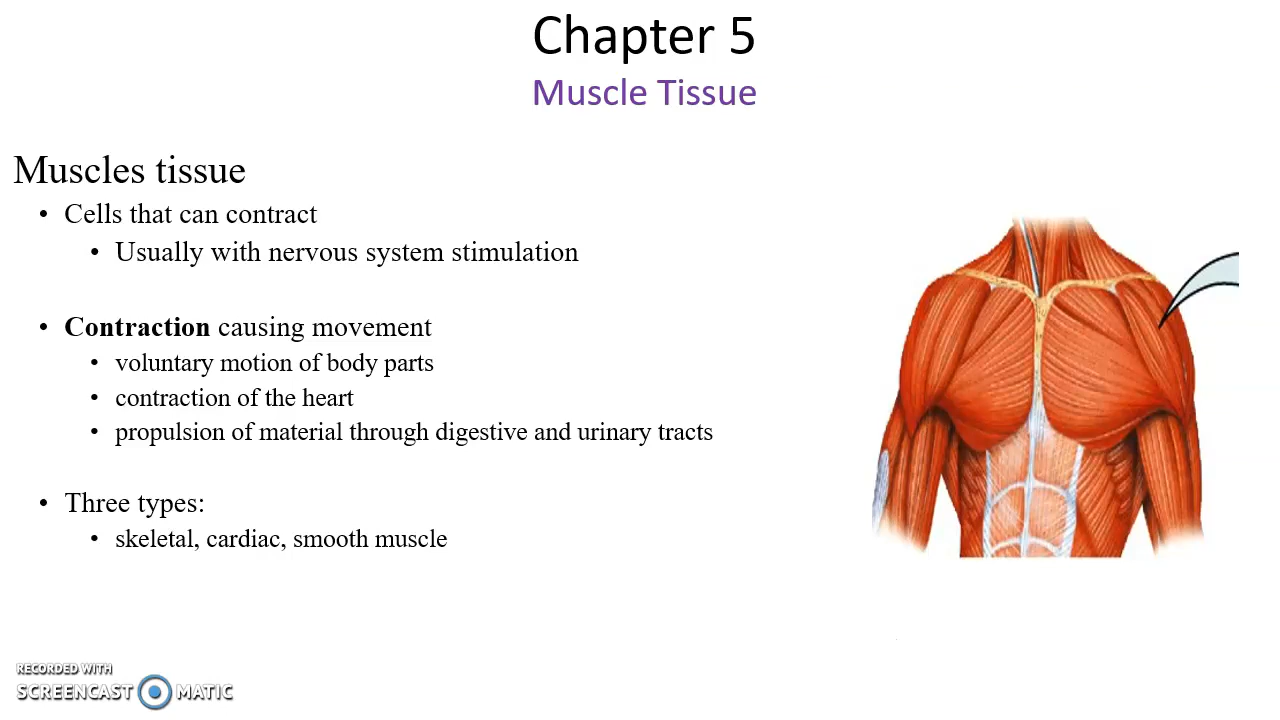 Chapter 5
Muscle Tissue
Muscles tissue
• Cells that can contract
• Usually with nervous system stimulation
• Contraction causing movement
• voluntary motion of body parts
• contraction of the heart
• propulsion of material through digestive and urinary tracts
• Three types:
• skeletal, cardiac, smooth muscle
RECORDED WITH
SCREENCAST MATIC